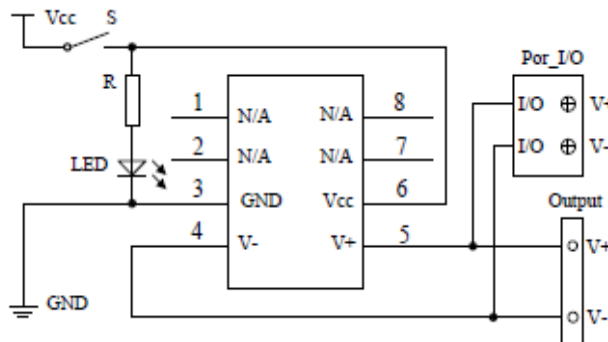 Vcc S
Por_I/O
R
1 N/A N/A 8
I/O V+
2 N/A N/A 7
I/O V-
LED
3 GND Vcc 6
Output
4 V- V+ 5
V+
GND
V-